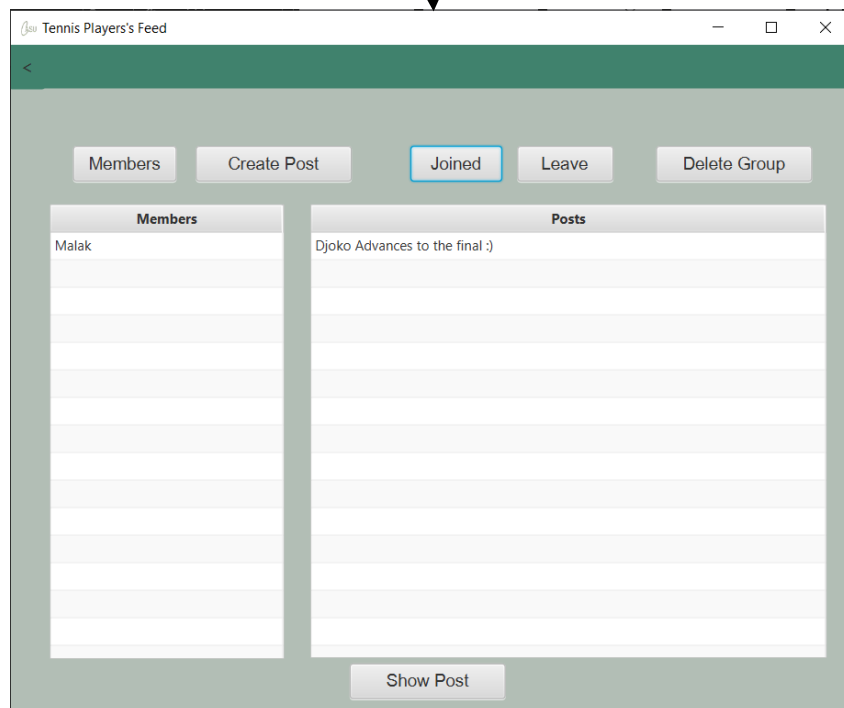 Tennis Players's Feed
<
Members Create Post Joined Leave Delete Group
Members Posts
Malak Djoko Advances to the final :)
Show Post